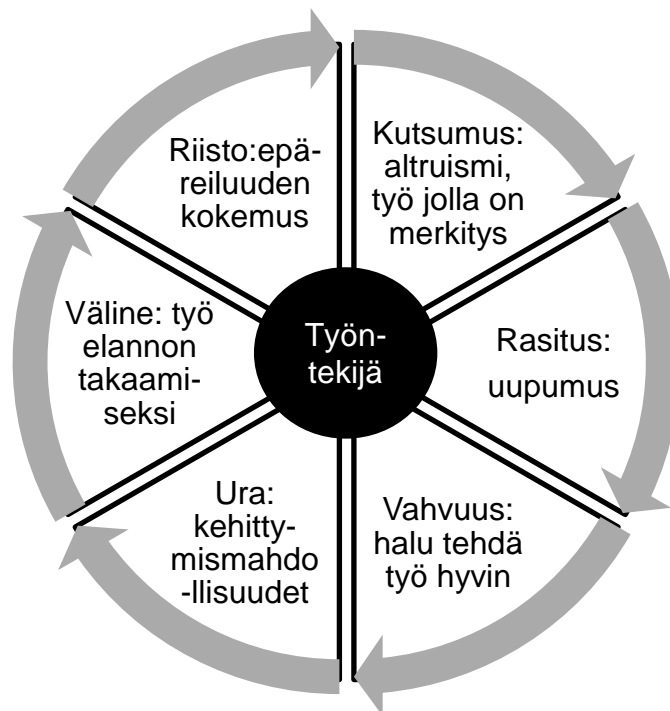 Kutsumus:
altruismi,
työ jolla on
merkitys
Rasitus:
uupumus
Vahvuus:
halu tehdä
työ hyvin
Ura:
kehitty-
mismahdo
-llisuudet
Väline: työ
elannon
takaami-
seksi
Riisto:epä-
reiluuden
kokemus
Työn-
tekijä